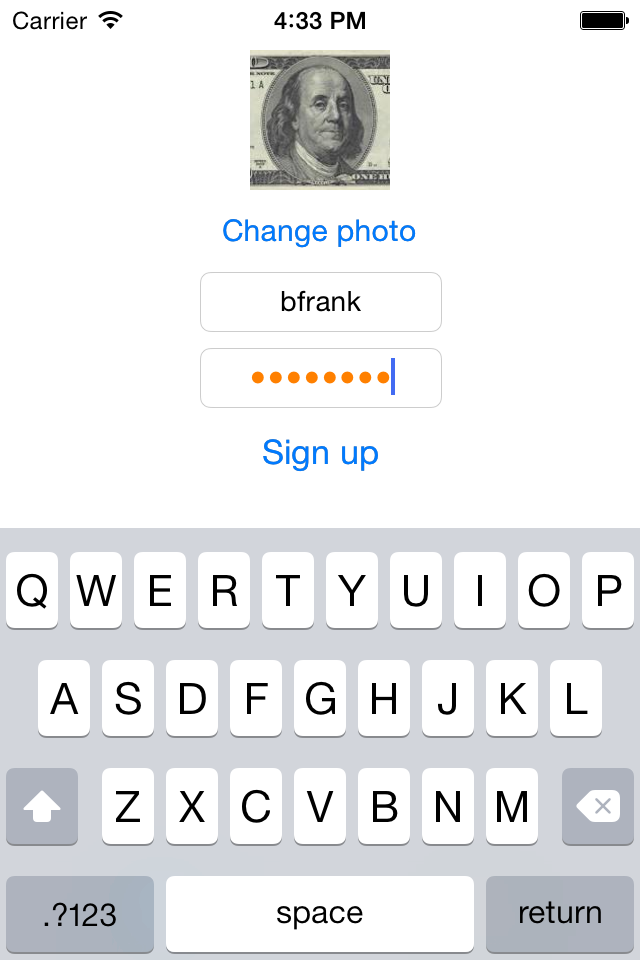 Carrier 4:33 PM
Change photo
bfrank
••••••••
Sign up
Q W E R T Y U I O P
A S D F G H J K L
Z X C V B N M
.?123 space return